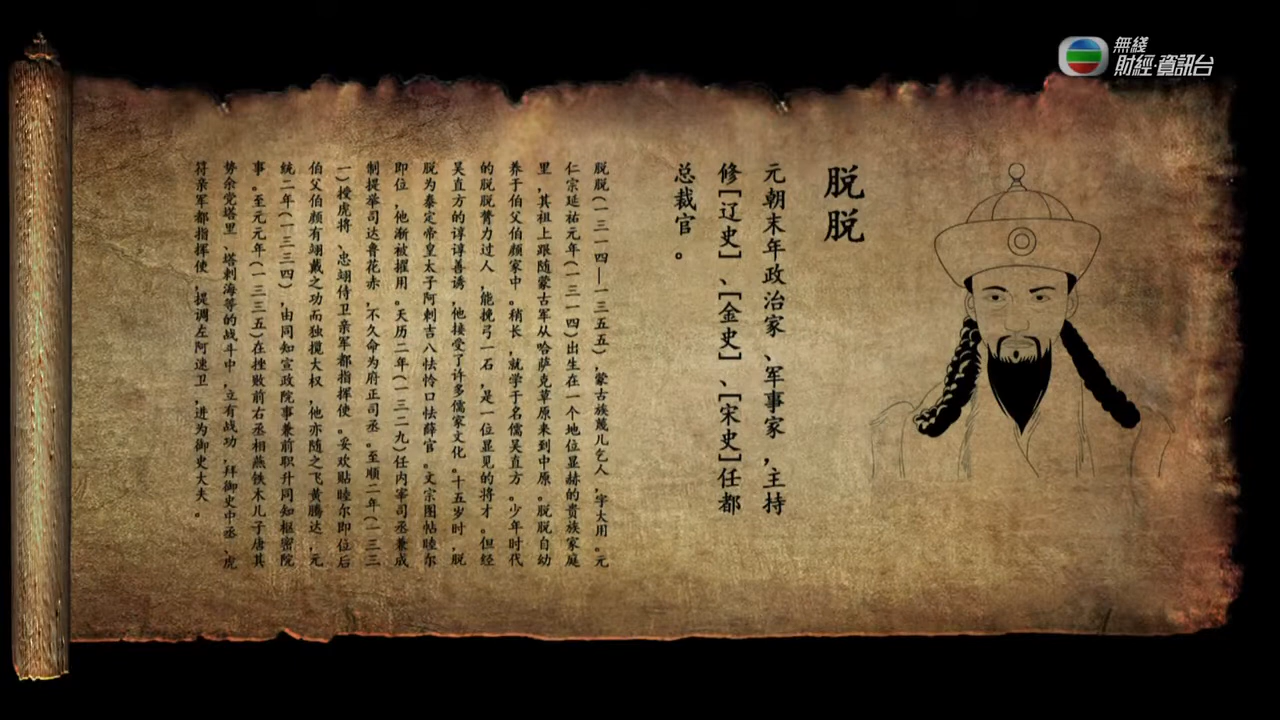 無綫
財經·資訊台
脱脱
元朝末年政治家、军事家,主持
修[辽史]、[金史]、[宋史]任都
总裁官。
脱脱(一三一四—一三五五),蒙古族蔑儿乞人,字大用。元
仁宗延祐元年(一三一四)出生在一个地位显赫的贵族家庭
里,其祖上跟随蒙古军从哈萨克草原来到中原。脱脱自幼
养于伯父伯颜家中。稍长,就学于名儒吴直方。少年时代
的脱脱膂力过人,能挽弓一石,是一位显见的将才。但经
吴直方的谆谆善诱,他接受了许多儒家文化。十五岁时,脱
脱为泰定帝皇太子阿剌吉八怯怜口怯薛官。文宗图帖睦尔
即位,他渐被擢用。天历二年(一三二九)任内宰司丞兼成
制提举司达鲁花赤,不久命为府正司丞。至顺二年(一三三
一)授虎将、忠翊侍卫亲军都指挥使。妥欢贴睦尔即位后
伯父伯颜有翊戴之功而独揽大权,他亦随之飞黄腾达,元
统二年(一三三四),由同知宣政院事兼前职升同知枢密院
事。至元元年(一三三五)在挫败前右丞相燕铁木儿子唐其
势余党塔里、塔剌海等的战斗中,立有战功,拜御史中丞,虎
符亲军都指挥使,提调左阿速卫,进为御史大夫。